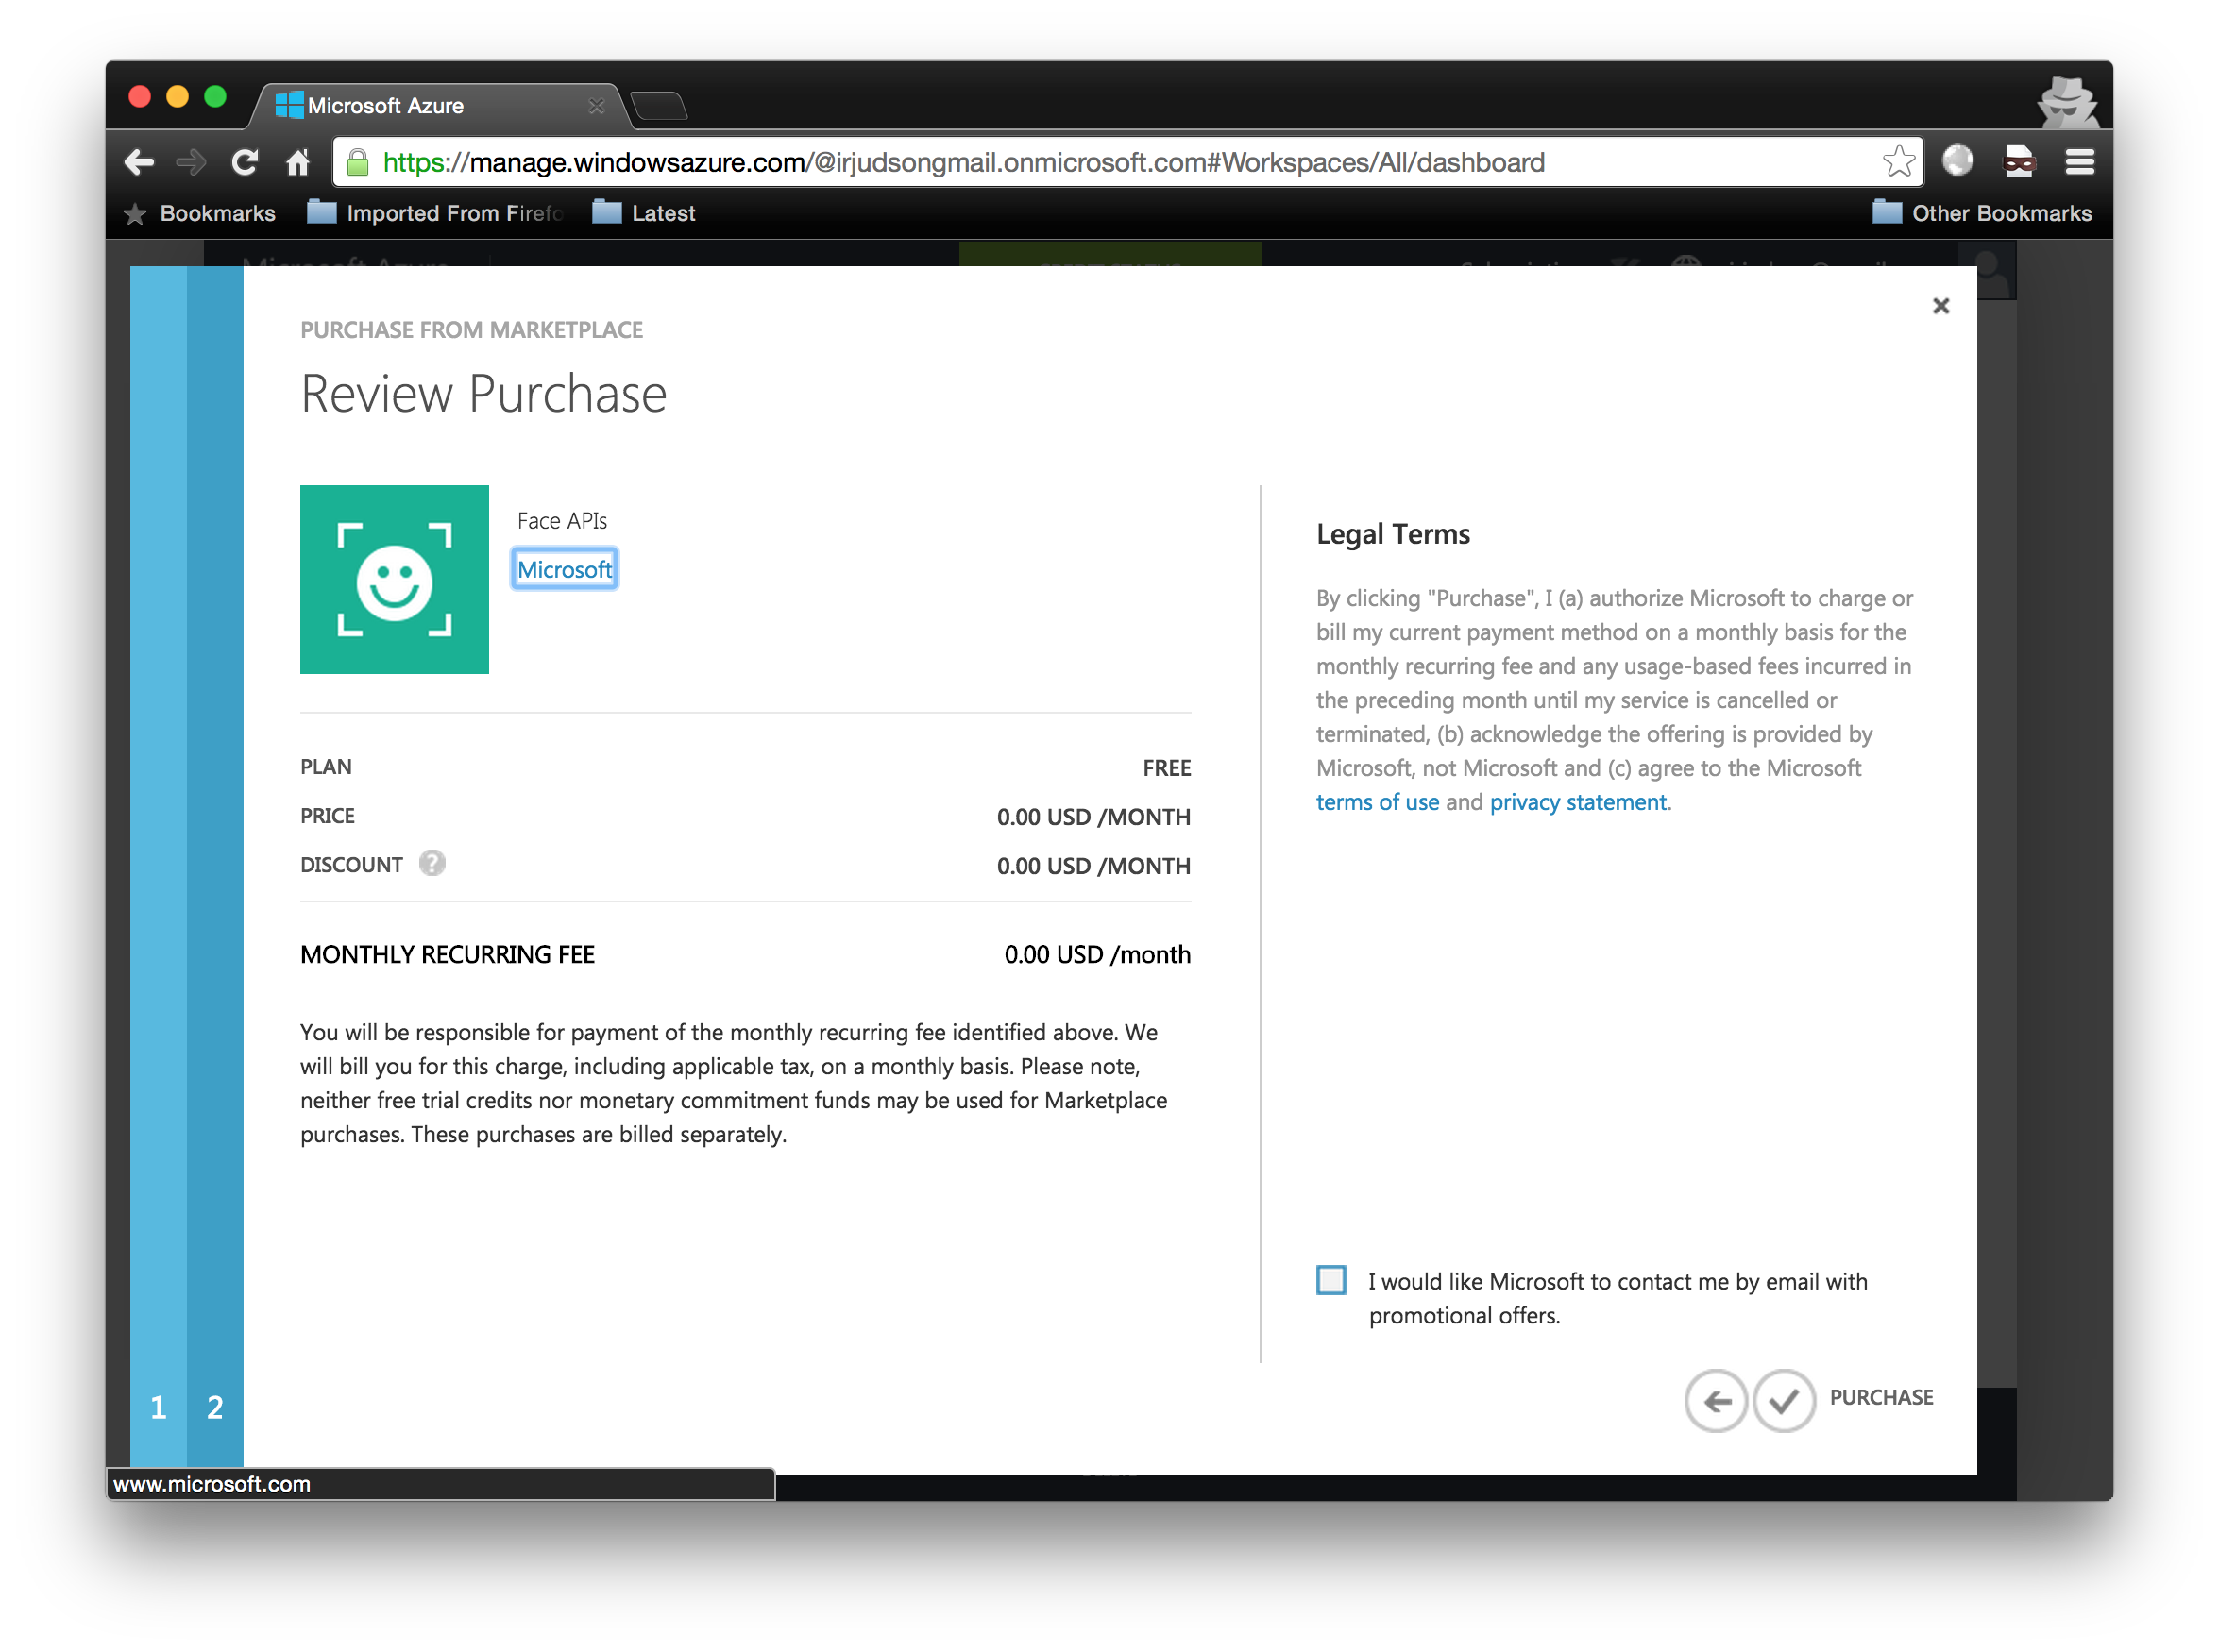 Microsoft Azure
https://manage.windowsazure.com/@irjudsongmail.onmicrosoft.com#Workspaces/All/dashboard
Bookmarks Imported From Firefo Latest Other Bookmarks
PURCHASE FROM MARKETPLACE
Review Purchase
Face APIs
Microsoft
PLAN FREE
PRICE 0.00 USD /MONTH
DISCOUNT ? 0.00 USD /MONTH
MONTHLY RECURRING FEE 0.00 USD /month
You will be responsible for payment of the monthly recurring fee identified above. We
will bill you for this charge, including applicable tax, on a monthly basis. Please note,
neither free trial credits nor monetary commitment funds may be used for Marketplace
purchases. These purchases are billed separately.
Legal Terms
By clicking "Purchase", I (a) authorize Microsoft to charge or
bill my current payment method on a monthly basis for the
monthly recurring fee and any usage-based fees incurred in
the preceding month until my service is cancelled or
terminated, (b) acknowledge the offering is provided by
Microsoft, not Microsoft and (c) agree to the Microsoft
terms of use and privacy statement.
I would like Microsoft to contact me by email with
promotional offers.
PURCHASE
1 2
www.microsoft.com